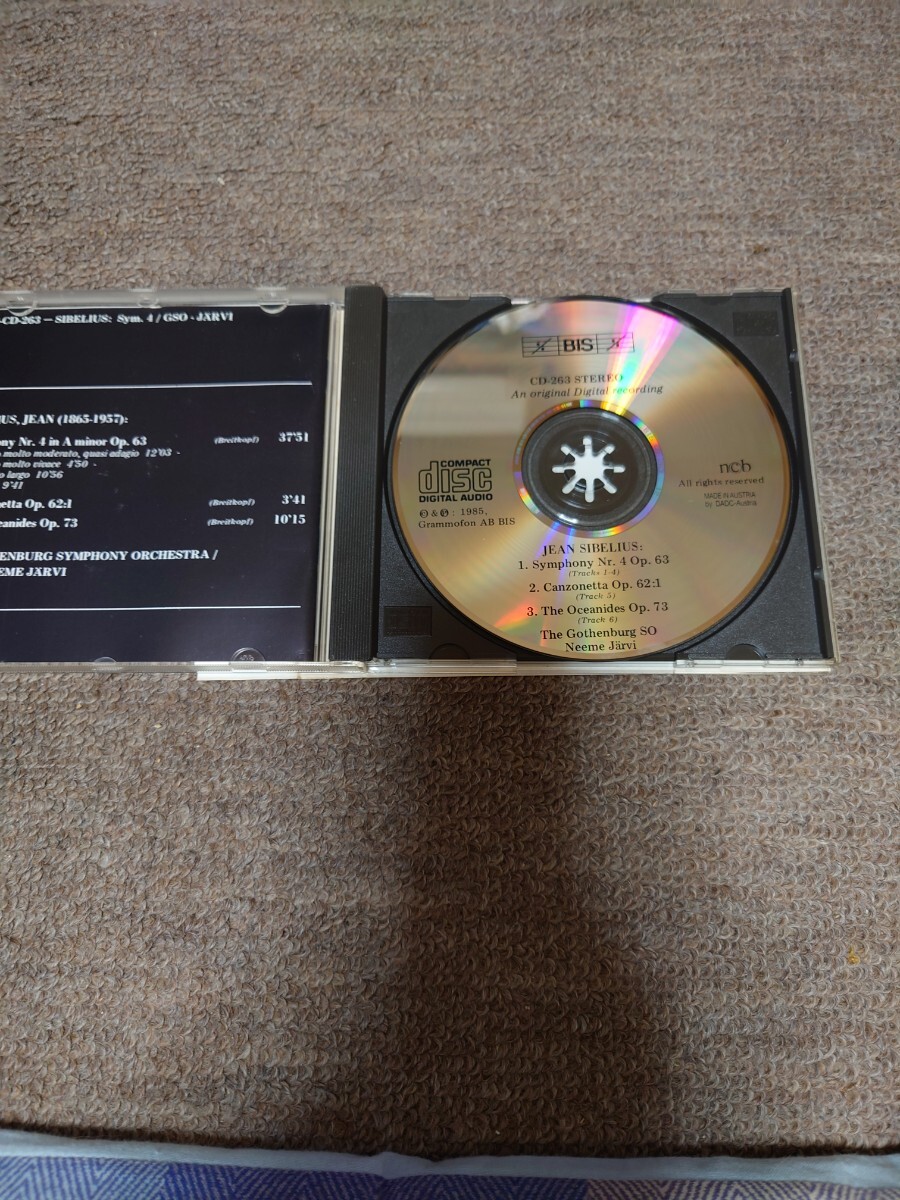 -CD-263 — SIBELIUS: Sym. 4 / GSO - JÄRVI
JUS, JEAN (1865-1957):
ony Nr. 4 in A minor Op. 63 (Breitkopf) 37'51
molto moderato, quasi adagio 12'03 -
molto vivace 4'50 -
largo 10'56
9'11
etta Op. 62:1 (Breitkopf) 3'41
eanides Op. 73 (Breitkopf) 10'15
ENBURG SYMPHONY ORCHESTRA /
EME JÄRVI
BIS
CD-263 STEREO
An original Digital recording
COMPACT
disc
DIGITAL AUDIO
℗ & © : 1985,
Grammofon AB BIS
ncb
All rights reserved
MADE IN AUSTRIA
by DADC-Austria
JEAN SIBELIUS:
1. Symphony Nr. 4 Op. 63
(Tracks 1-4)
2. Canzonetta Op. 62:1
(Track 5)
3. The Oceanides Op. 73
(Track 6)
The Gothenburg SO
Neeme Järvi